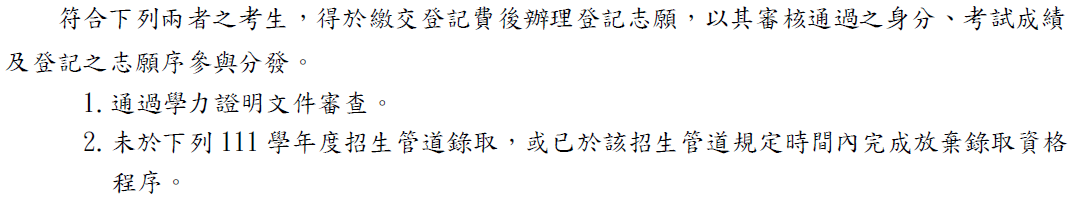 符合下列兩者之考生，得於繳交登記費後辦理登記志願，以其審核通過之身分、考試成績
及登記之志願序參與分發。
1. 通過學力證明文件審查。
2. 未於下列 111 學年度招生管道錄取，或已於該招生管道規定時間內完成放棄錄取資格
程序。